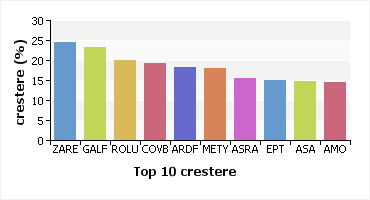 crestere (%)
30
25
20
15
10
5
0
ZARE GALF ROLU COVB ARDF METY ASRA EPT ASA AMO
Top 10 crestere